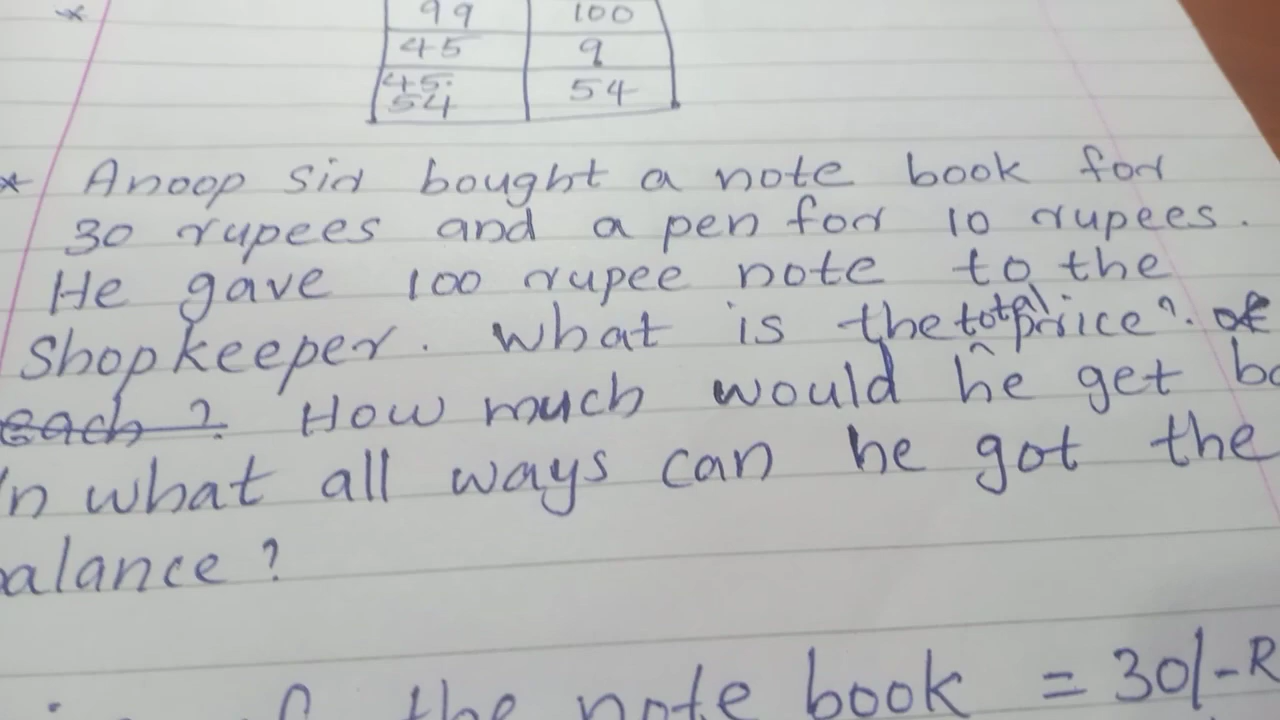 * 99 100
45 9
45.
54 54
* Anoop Sir bought a note book for
30 rupees and a pen for 10 rupees.
He gave 100 rupee note to the
Shopkeeper. What is the total price? of
each? How much would he get
In what all ways can he got the
balance?
the note book = 30/- R